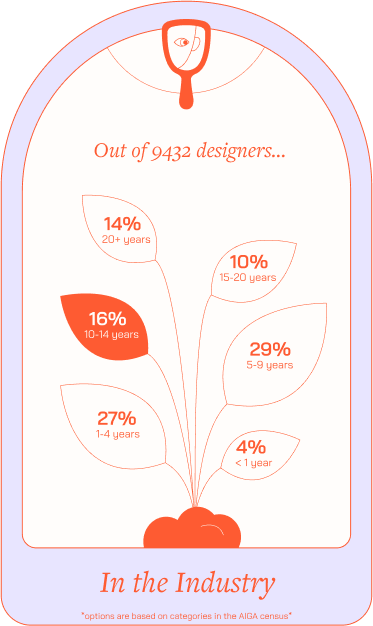 Out of 9432 designers...
14%
20+ years
10%
15-20 years
16%
10-14 years
29%
5-9 years
27%
1-4 years
4%
< 1 year
In the Industry
*options are based on categories in the AIGA census*